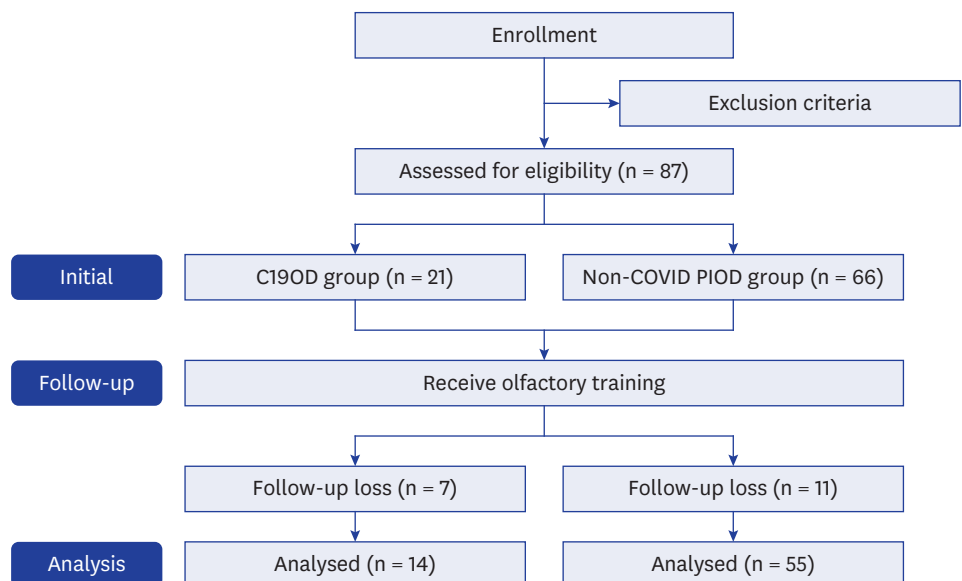 Enrollment
Exclusion criteria
Assessed for eligibility (n = 87)
Initial
C19OD group (n = 21)
Non-COVID PIOD group (n = 66)
Follow-up
Receive olfactory training
Follow-up loss (n = 7)
Follow-up loss (n = 11)
Analysis
Analysed (n = 14)
Analysed (n = 55)